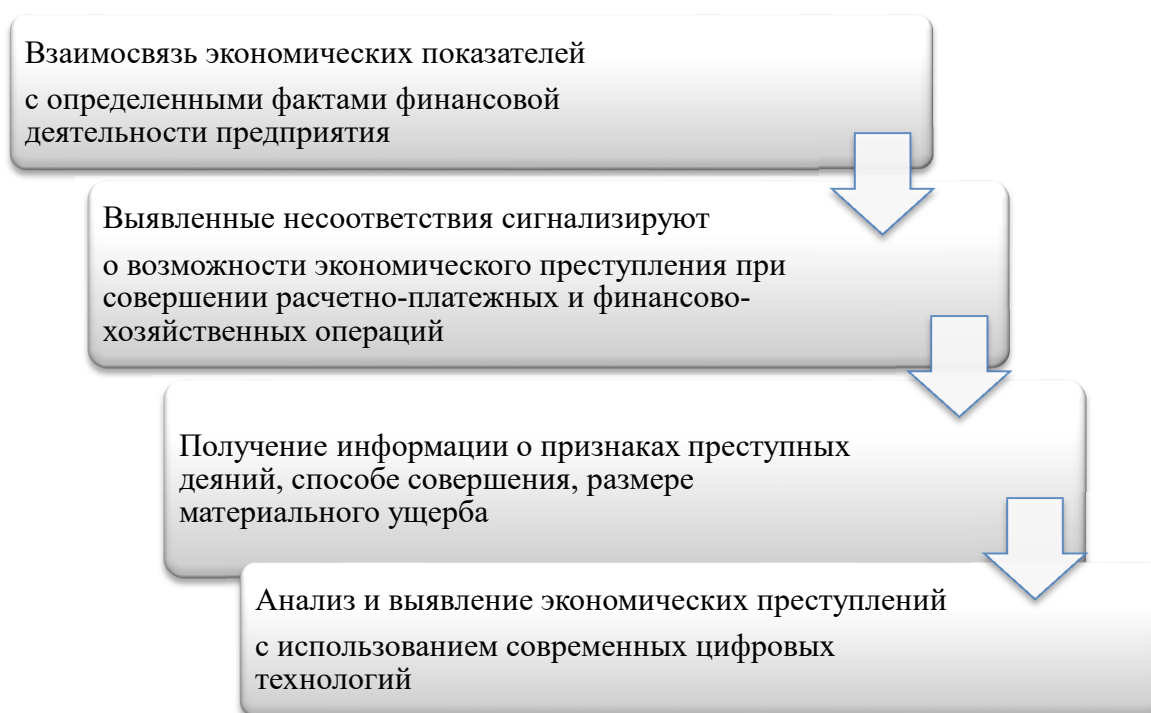 Взаимосвязь экономических показателей
с определенными фактами финансовой
деятельности предприятия
Выявленные несоответствия сигнализируют
о возможности экономического преступления при
совершении расчетно-платежных и финансово-
хозяйственных операций
Получение информации о признаках преступных
деяний, способе совершения, размере
материального ущерба
Анализ и выявление экономических преступлений
с использованием современных цифровых
технологий